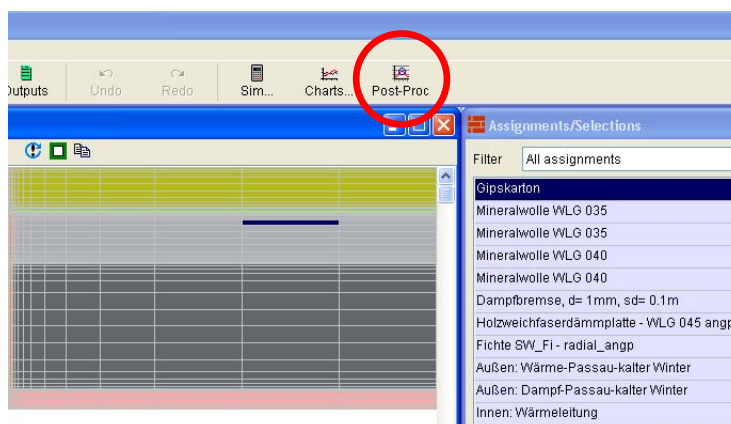 Outputs Undo Redo Sim... Charts... Post-Proc
Assignments/Selections
Filter All assignments
Gipskarton
Mineralwolle WLG 035
Mineralwolle WLG 035
Mineralwolle WLG 040
Mineralwolle WLG 040
Dampfbremse, d= 1mm, sd= 0.1m
Holzweichfaserdämmplatte - WLG 045 angp
Fichte SW_Fi - radial_angp
Außen: Wärme-Passau-kalter Winter
Außen: Dampf-Passau-kalter Winter
Innen: Wärmeleitung